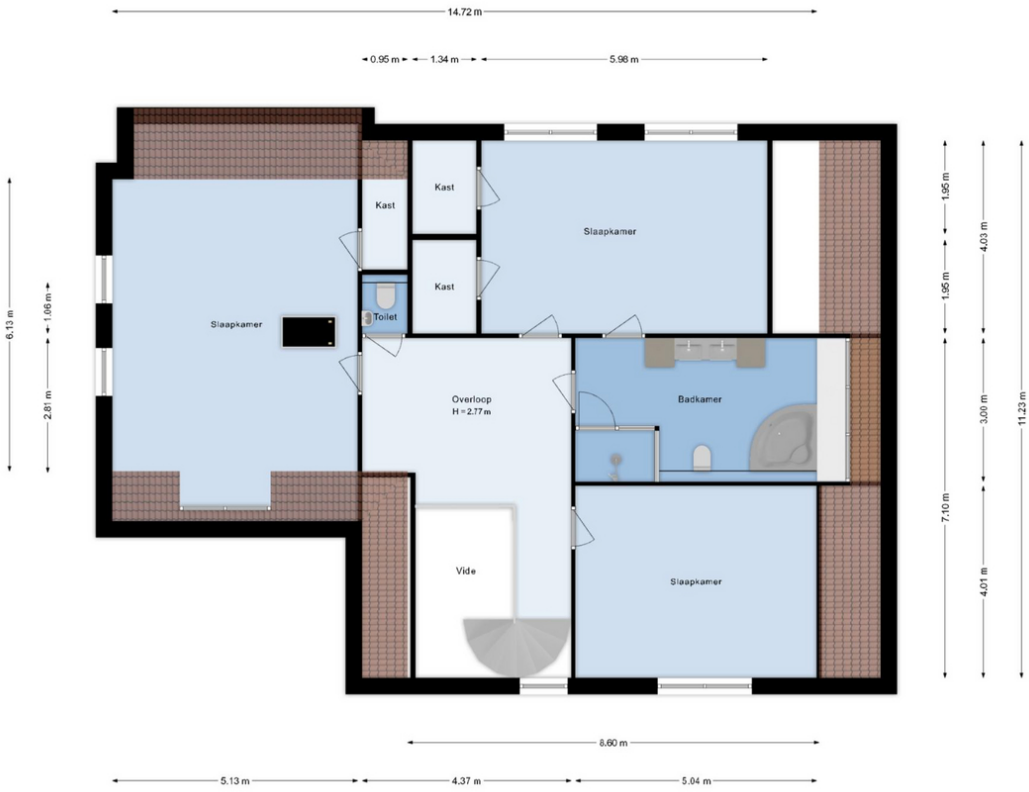 14.72 m
0.95 m
1.34 m
5.98 m
Kast
Kast
Slaapkamer
Kast
Toilet
Slaapkamer
Overloop
H = 2.77 m
Badkamer
Vide
Slaapkamer
6.13 m
1.06 m
2.81 m
1.95 m
1.95 m
4.03 m
3.00 m
11.23 m
7.10 m
4.01 m
8.60 m
5.13 m
4.37 m
5.04 m